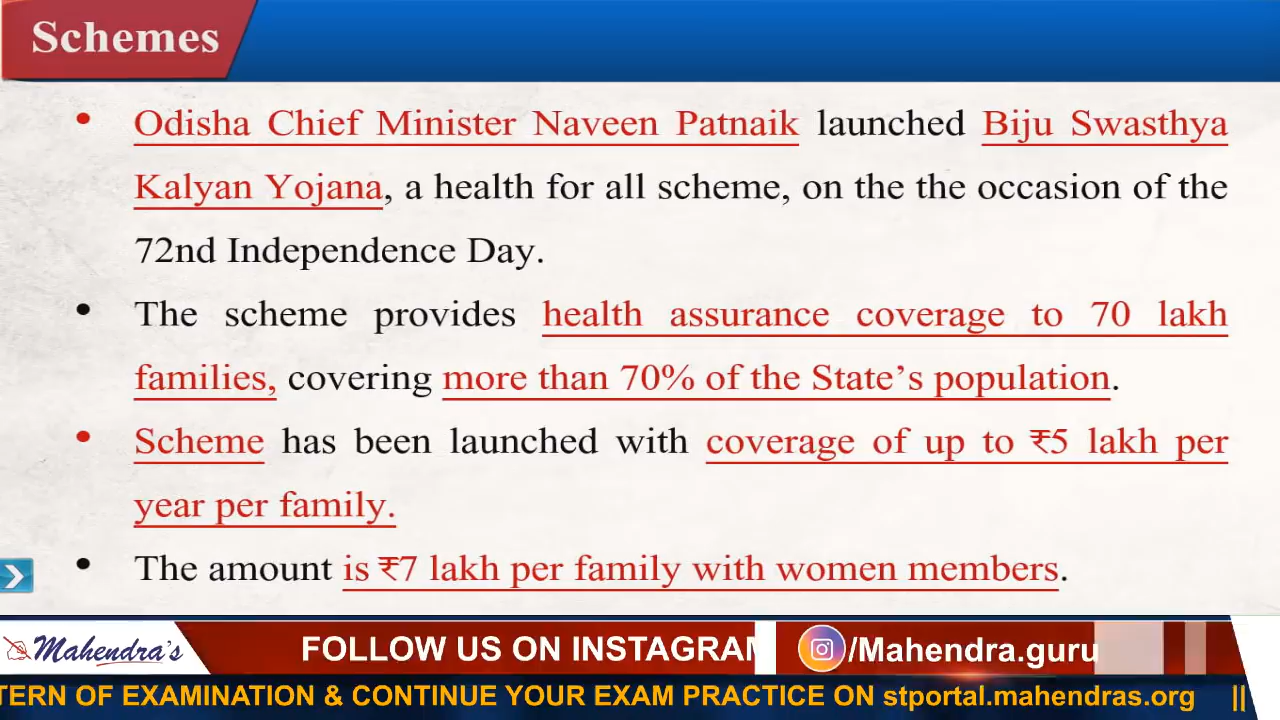 Schemes
• Odisha Chief Minister Naveen Patnaik launched Biju Swasthya
Kalyan Yojana, a health for all scheme, on the the occasion of the
72nd Independence Day.
• The scheme provides health assurance coverage to 70 lakh
families, covering more than 70% of the State’s population.
• Scheme has been launched with coverage of up to ₹5 lakh per
year per family.
• The amount is ₹7 lakh per family with women members.
Mahendra's
FOLLOW US ON INSTAGRAM
/Mahendra.guru
TERN OF EXAMINATION & CONTINUE YOUR EXAM PRACTICE ON stportal.mahendras.org ||